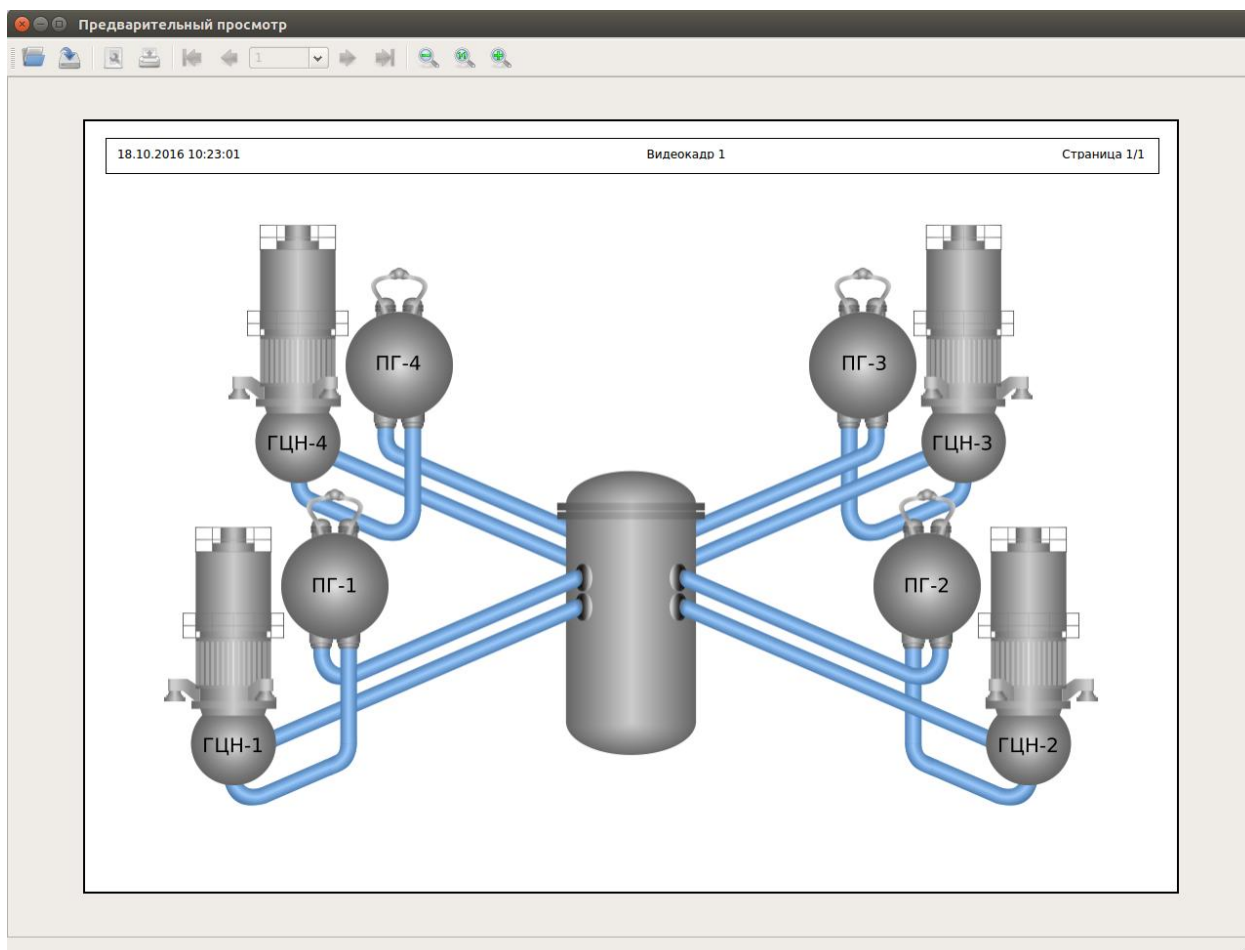 Предварительный просмотр
1
18.10.2016 10:23:01 Видеокадр 1 Страница 1/1
ПГ-4 ПГ-3
ГЦН-4 ГЦН-3
ПГ-1 ПГ-2
ГЦН-1 ГЦН-2